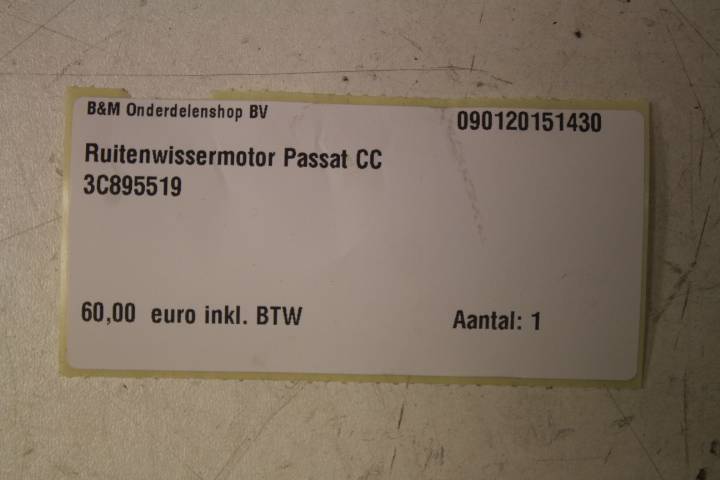 B&M Onderdelenshop BV
090120151430
Ruitenwissermotor Passat CC
3C895519
60,00 euro inkl. BTW
Aantal: 1